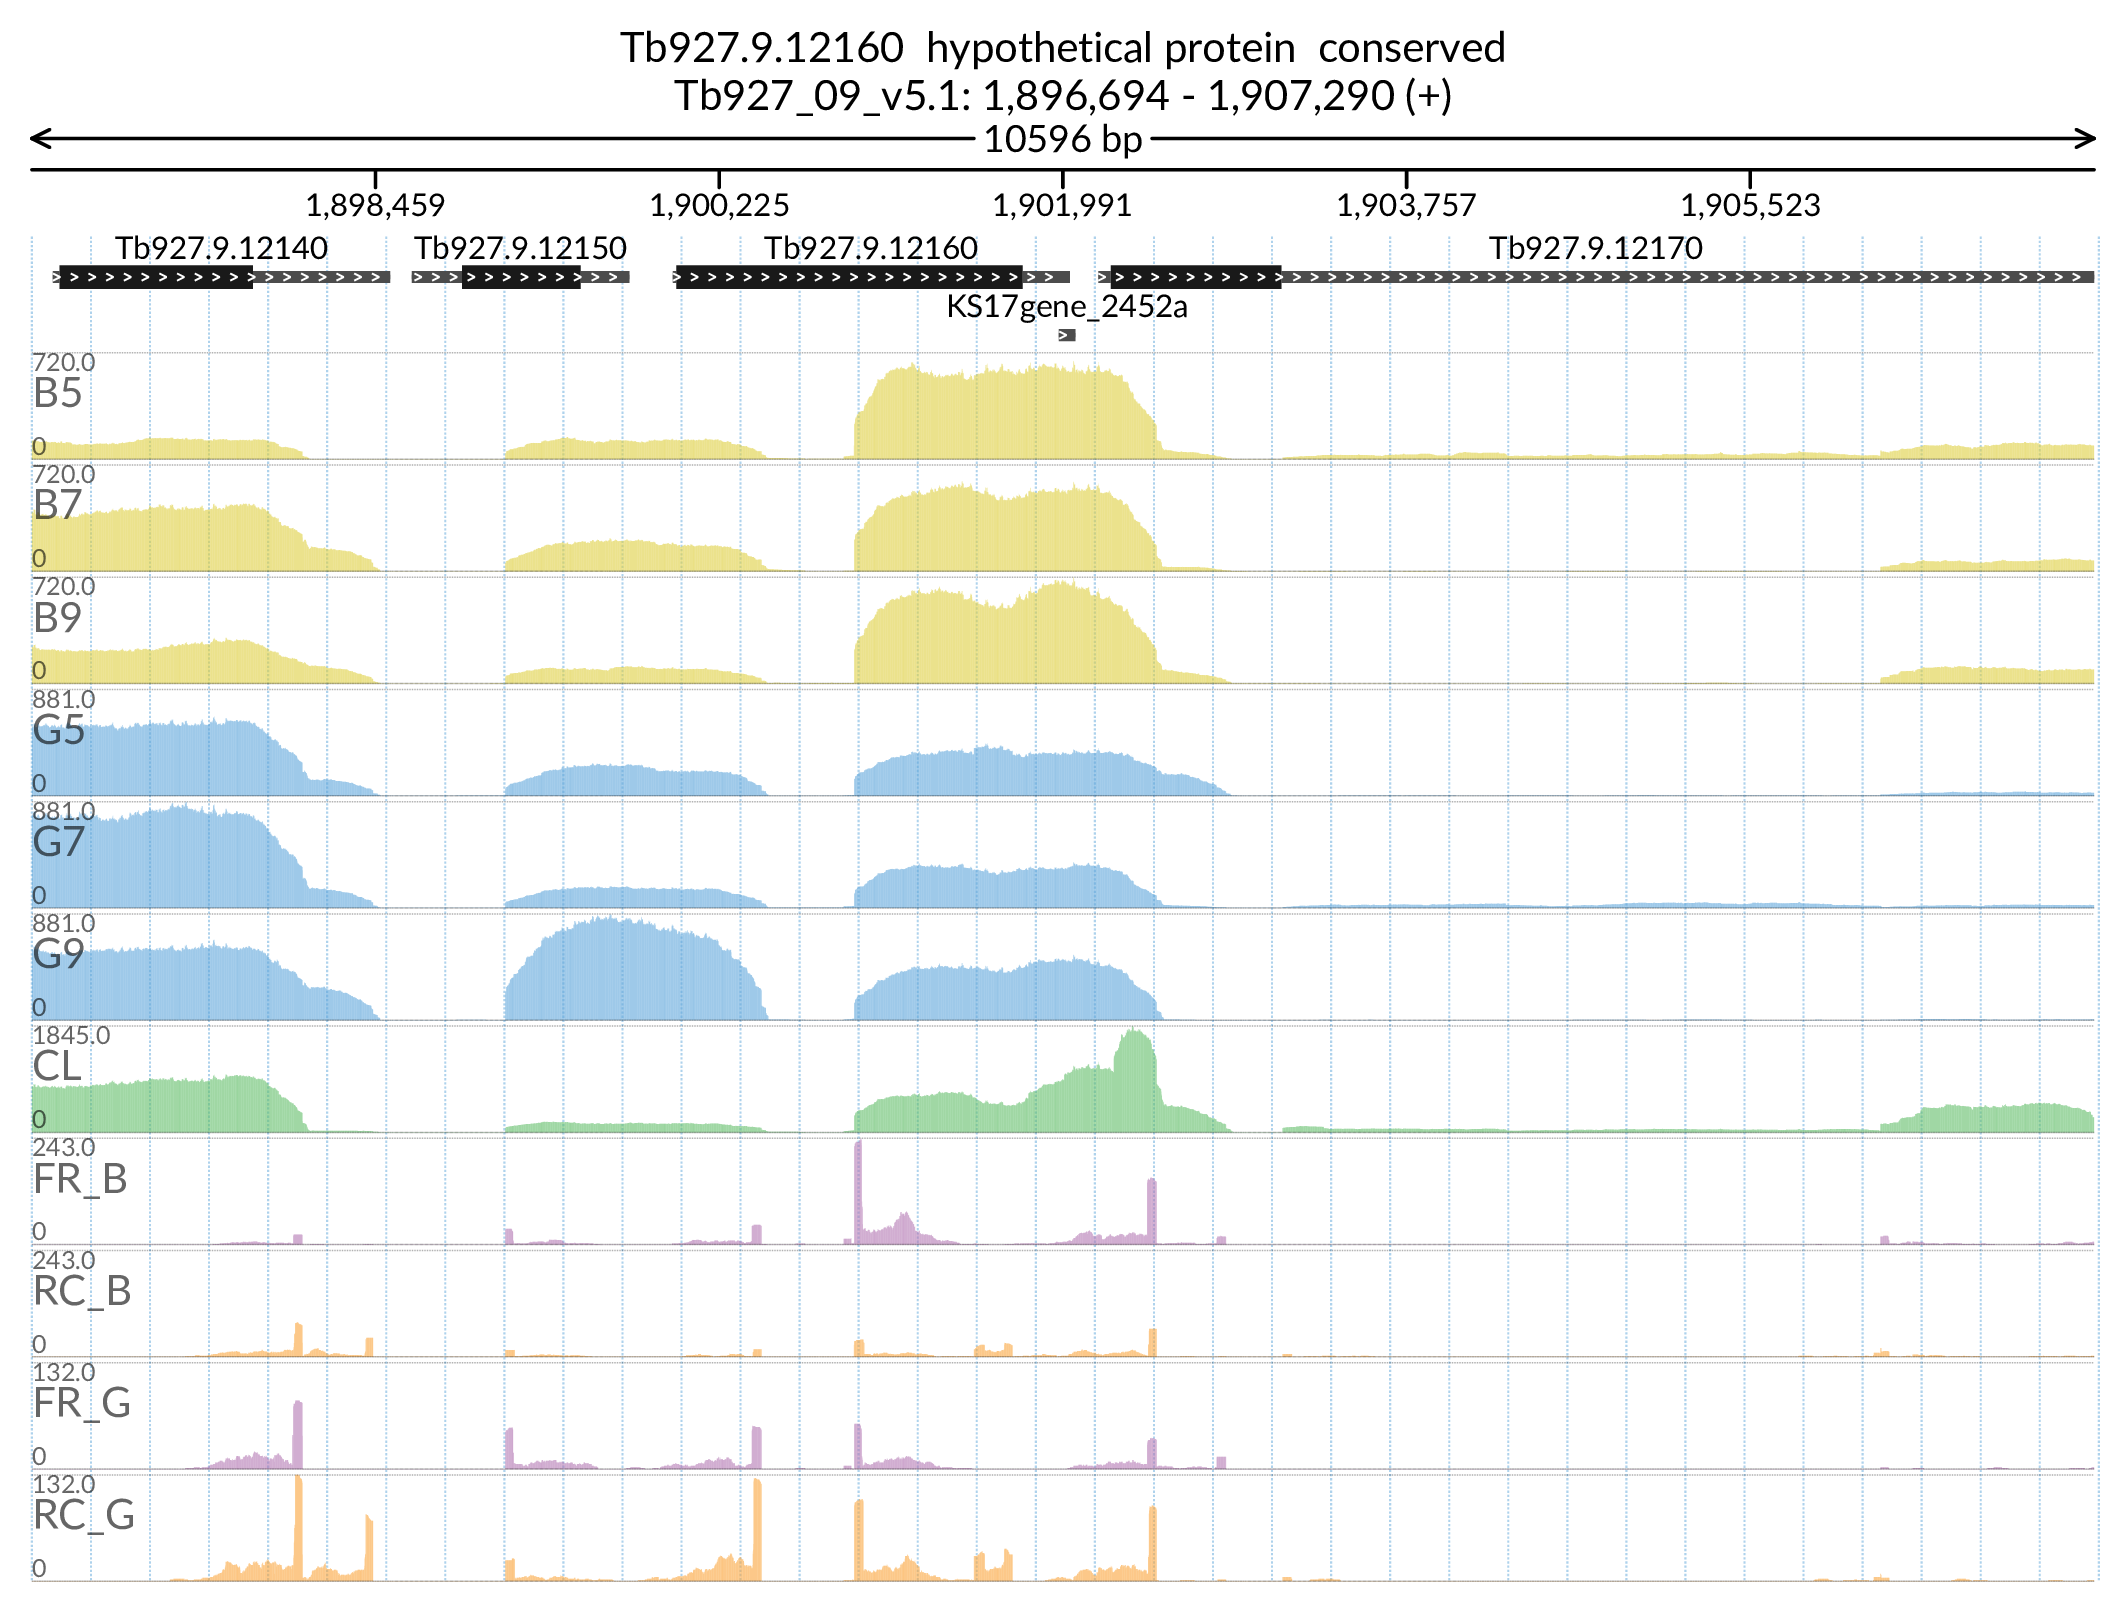 Tb927.9.12160 hypothetical protein conserved
Tb927_09_v5.1: 1,896,694 - 1,907,290 (+)
10596 bp
1,898,459 1,900,225 1,901,991 1,903,757 1,905,523
Tb927.9.12140 Tb927.9.12150 Tb927.9.12160 Tb927.9.12170
KS17gene_2452a
720.0
B5
0
720.0
B7
0
720.0
B9
0
881.0
G5
0
881.0
G7
0
881.0
G9
0
1845.0
CL
0
243.0
FR_B
0
243.0
RC_B
0
132.0
FR_G
0
132.0
RC_G
0